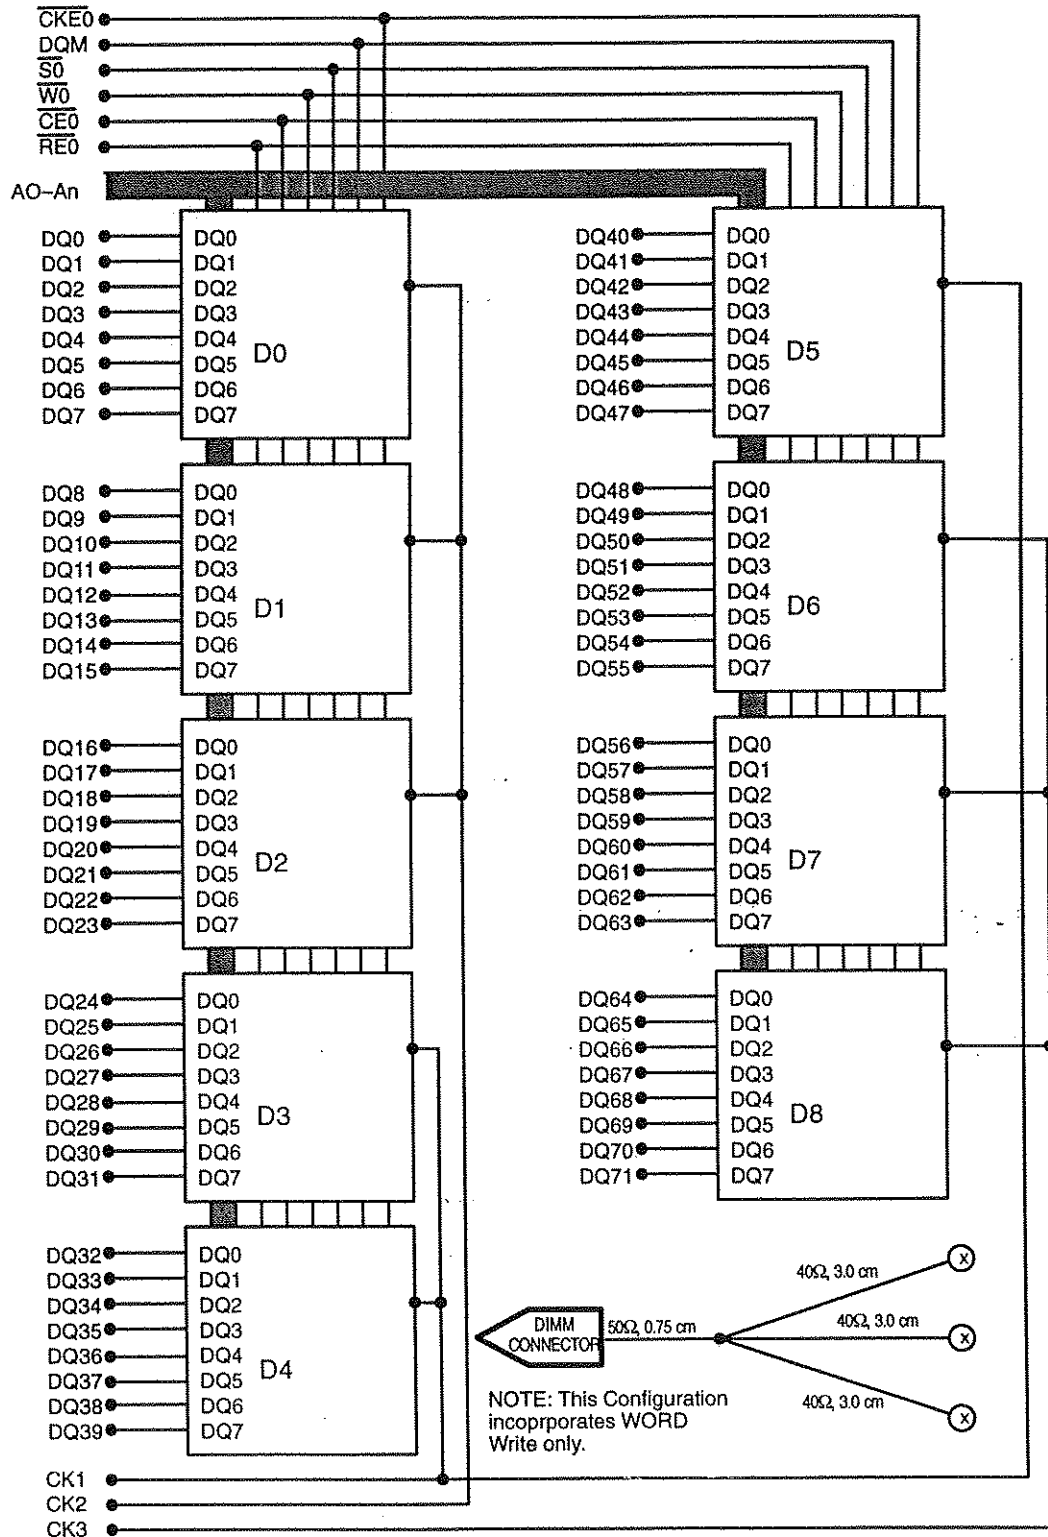 CKE0
DQM
S0
W0
CE0
RE0
AO–An
DQ0
DQ1
DQ2
DQ3
DQ4
DQ5
DQ6
DQ7
DQ0
DQ1
DQ2
DQ3
DQ4
DQ5
DQ6
DQ7
D0
DQ40
DQ41
DQ42
DQ43
DQ44
DQ45
DQ46
DQ47
DQ0
DQ1
DQ2
DQ3
DQ4
DQ5
DQ6
DQ7
D5
DQ8
DQ9
DQ10
DQ11
DQ12
DQ13
DQ14
DQ15
DQ0
DQ1
DQ2
DQ3
DQ4
DQ5
DQ6
DQ7
D1
DQ48
DQ49
DQ50
DQ51
DQ52
DQ53
DQ54
DQ55
DQ0
DQ1
DQ2
DQ3
DQ4
DQ5
DQ6
DQ7
D6
DQ16
DQ17
DQ18
DQ19
DQ20
DQ21
DQ22
DQ23
DQ0
DQ1
DQ2
DQ3
DQ4
DQ5
DQ6
DQ7
D2
DQ56
DQ57
DQ58
DQ59
DQ60
DQ61
DQ62
DQ63
DQ0
DQ1
DQ2
DQ3
DQ4
DQ5
DQ6
DQ7
D7
DQ24
DQ25
DQ26
DQ27
DQ28
DQ29
DQ30
DQ31
DQ0
DQ1
DQ2
DQ3
DQ4
DQ5
DQ6
DQ7
D3
DQ64
DQ65
DQ66
DQ67
DQ68
DQ69
DQ70
DQ71
DQ0
DQ1
DQ2
DQ3
DQ4
DQ5
DQ6
DQ7
D8
DQ32
DQ33
DQ34
DQ35
DQ36
DQ37
DQ38
DQ39
DQ0
DQ1
DQ2
DQ3
DQ4
DQ5
DQ6
DQ7
D4
DIMM
CONNECTOR
50Ω, 0.75 cm
40Ω, 3.0 cm
X
40Ω, 3.0 cm
X
40Ω, 3.0 cm
X
NOTE: This Configuration
incoprporates WORD
Write only.
CK1
CK2
CK3